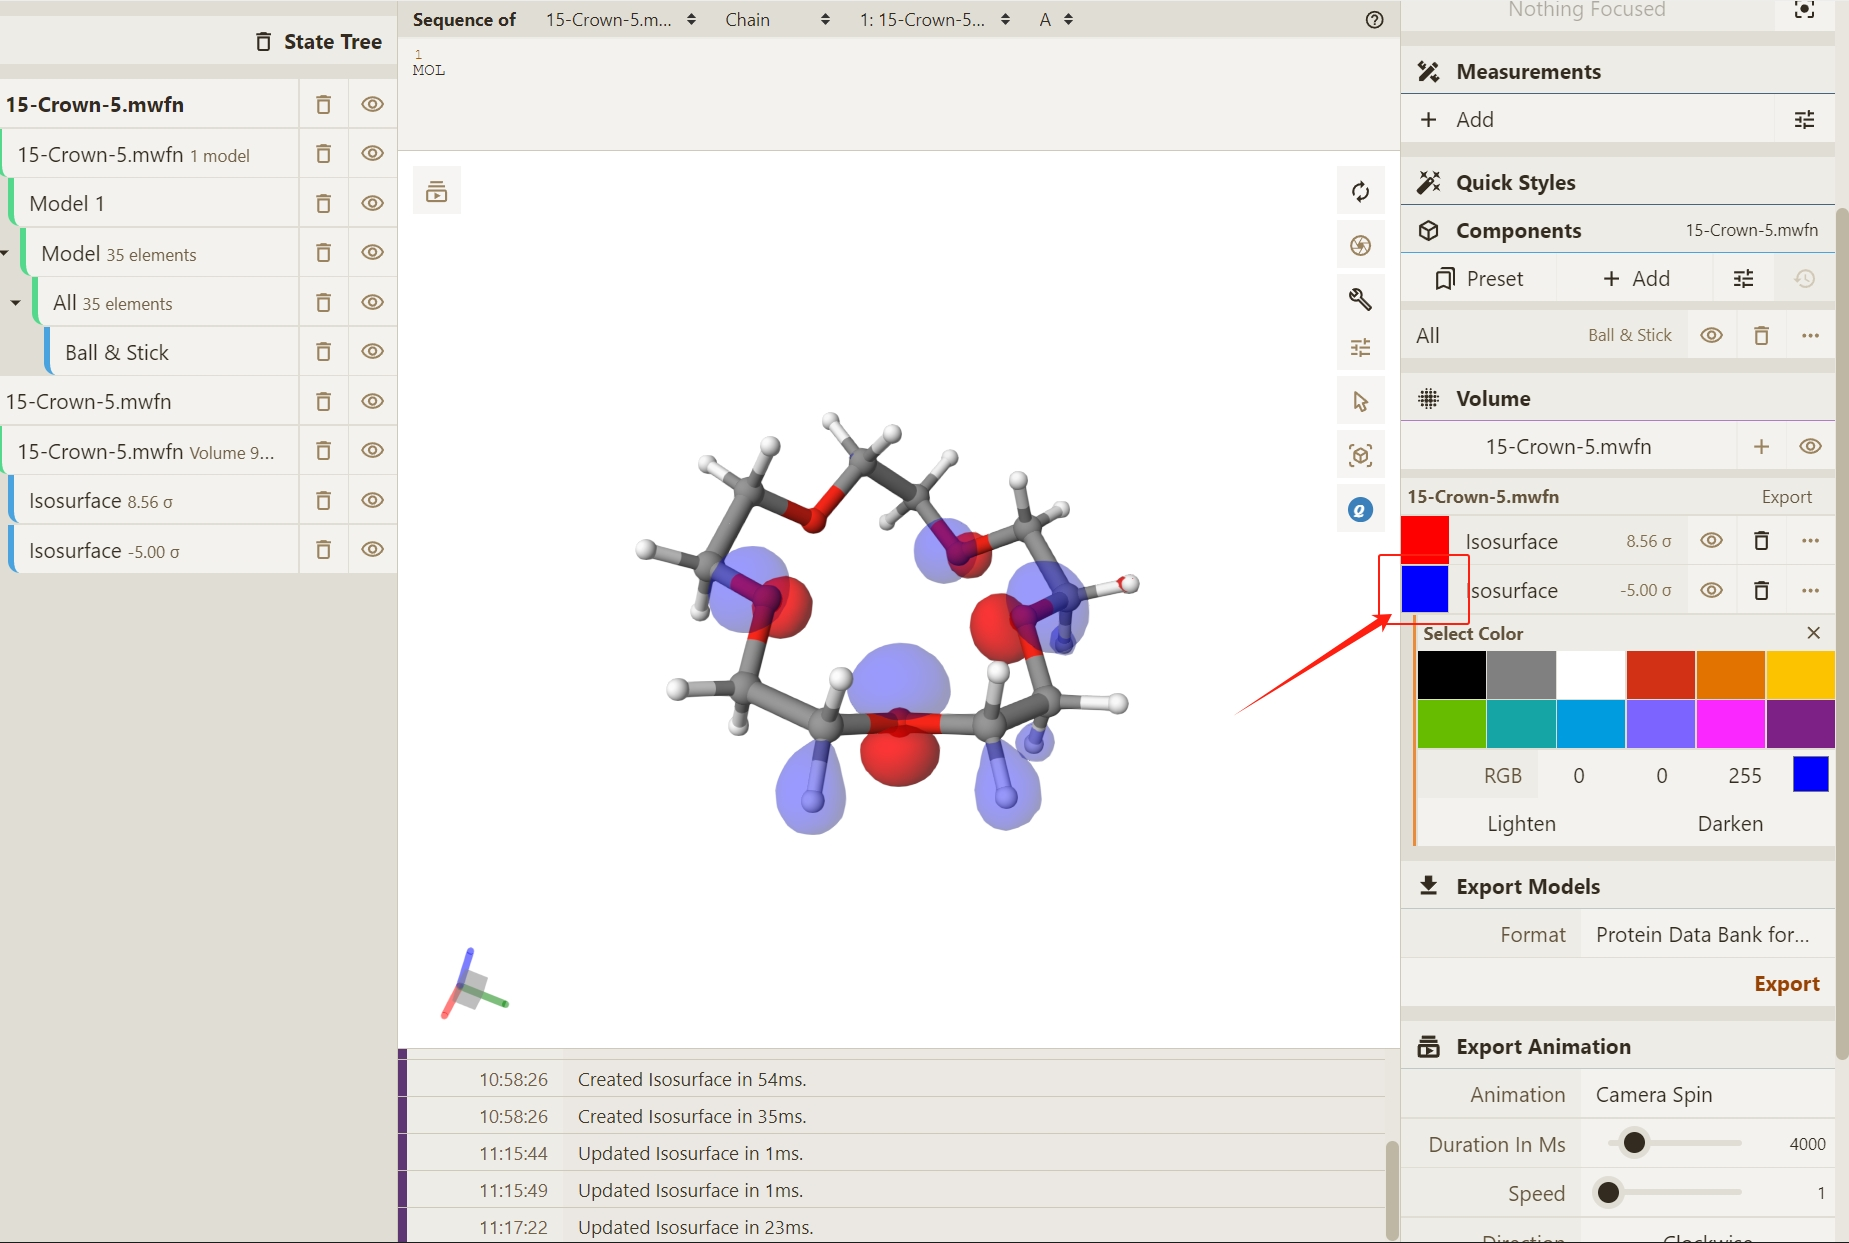 State Tree
15-Crown-5.mwfn
15-Crown-5.mwfn 1 model
Model 1
Model 35 elements
All 35 elements
Ball & Stick
15-Crown-5.mwfn
15-Crown-5.mwfn Volume 9...
Isosurface 8.56 σ
Isosurface -5.00 σ
Sequence of 15-Crown-5.m... Chain 1: 15-Crown-5... A
1
MOL
10:58:26 Created Isosurface in 54ms.
10:58:26 Created Isosurface in 35ms.
11:15:44 Updated Isosurface in 1ms.
11:15:49 Updated Isosurface in 1ms.
11:17:22 Updated Isosurface in 23ms.
Nothing Focused
Measurements
Add
Quick Styles
Components 15-Crown-5.mwfn
Preset Add
All Ball & Stick
Volume
15-Crown-5.mwfn
15-Crown-5.mwfn Export
Isosurface 8.56 σ
sosurface -5.00 σ
Select Color
RGB 0 0 255
Lighten Darken
Export Models
Format Protein Data Bank for...
Export
Export Animation
Animation Camera Spin
Duration In Ms 4000
Speed 1
Direction Clockwise